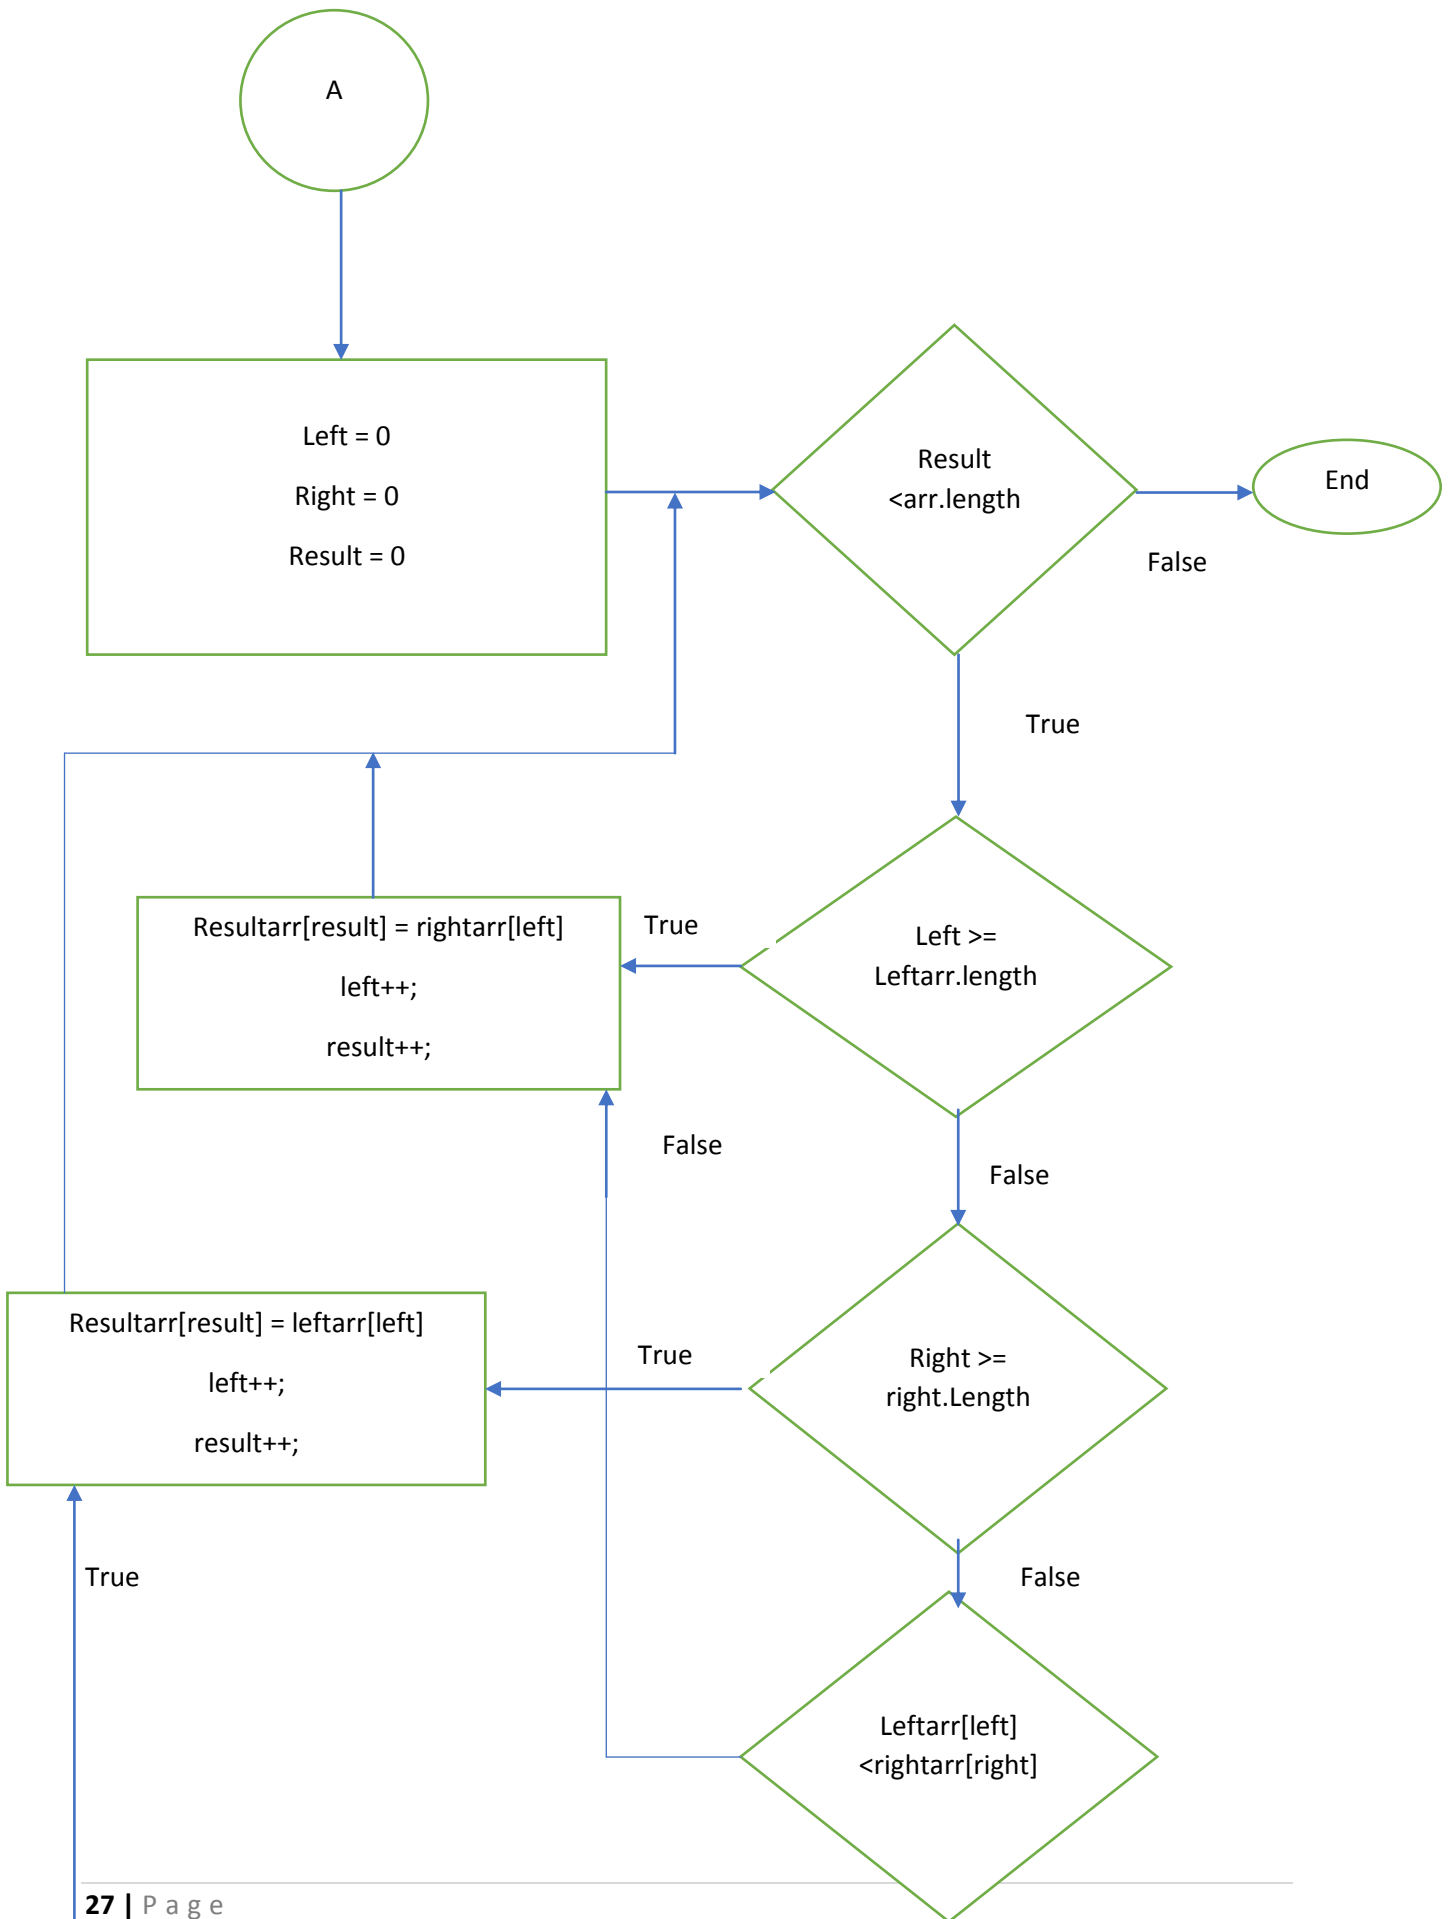 A
Left = 0
Right = 0
Result = 0
Result
<arr.length
End
False
True
Resultarr[result] = rightarr[left]
left++;
result++;
True
Left >=
Leftarr.length
False
False
Resultarr[result] = leftarr[left]
left++;
result++;
True
Right >=
right.Length
True
False
Leftarr[left]
<rightarr[right]
27 | Page